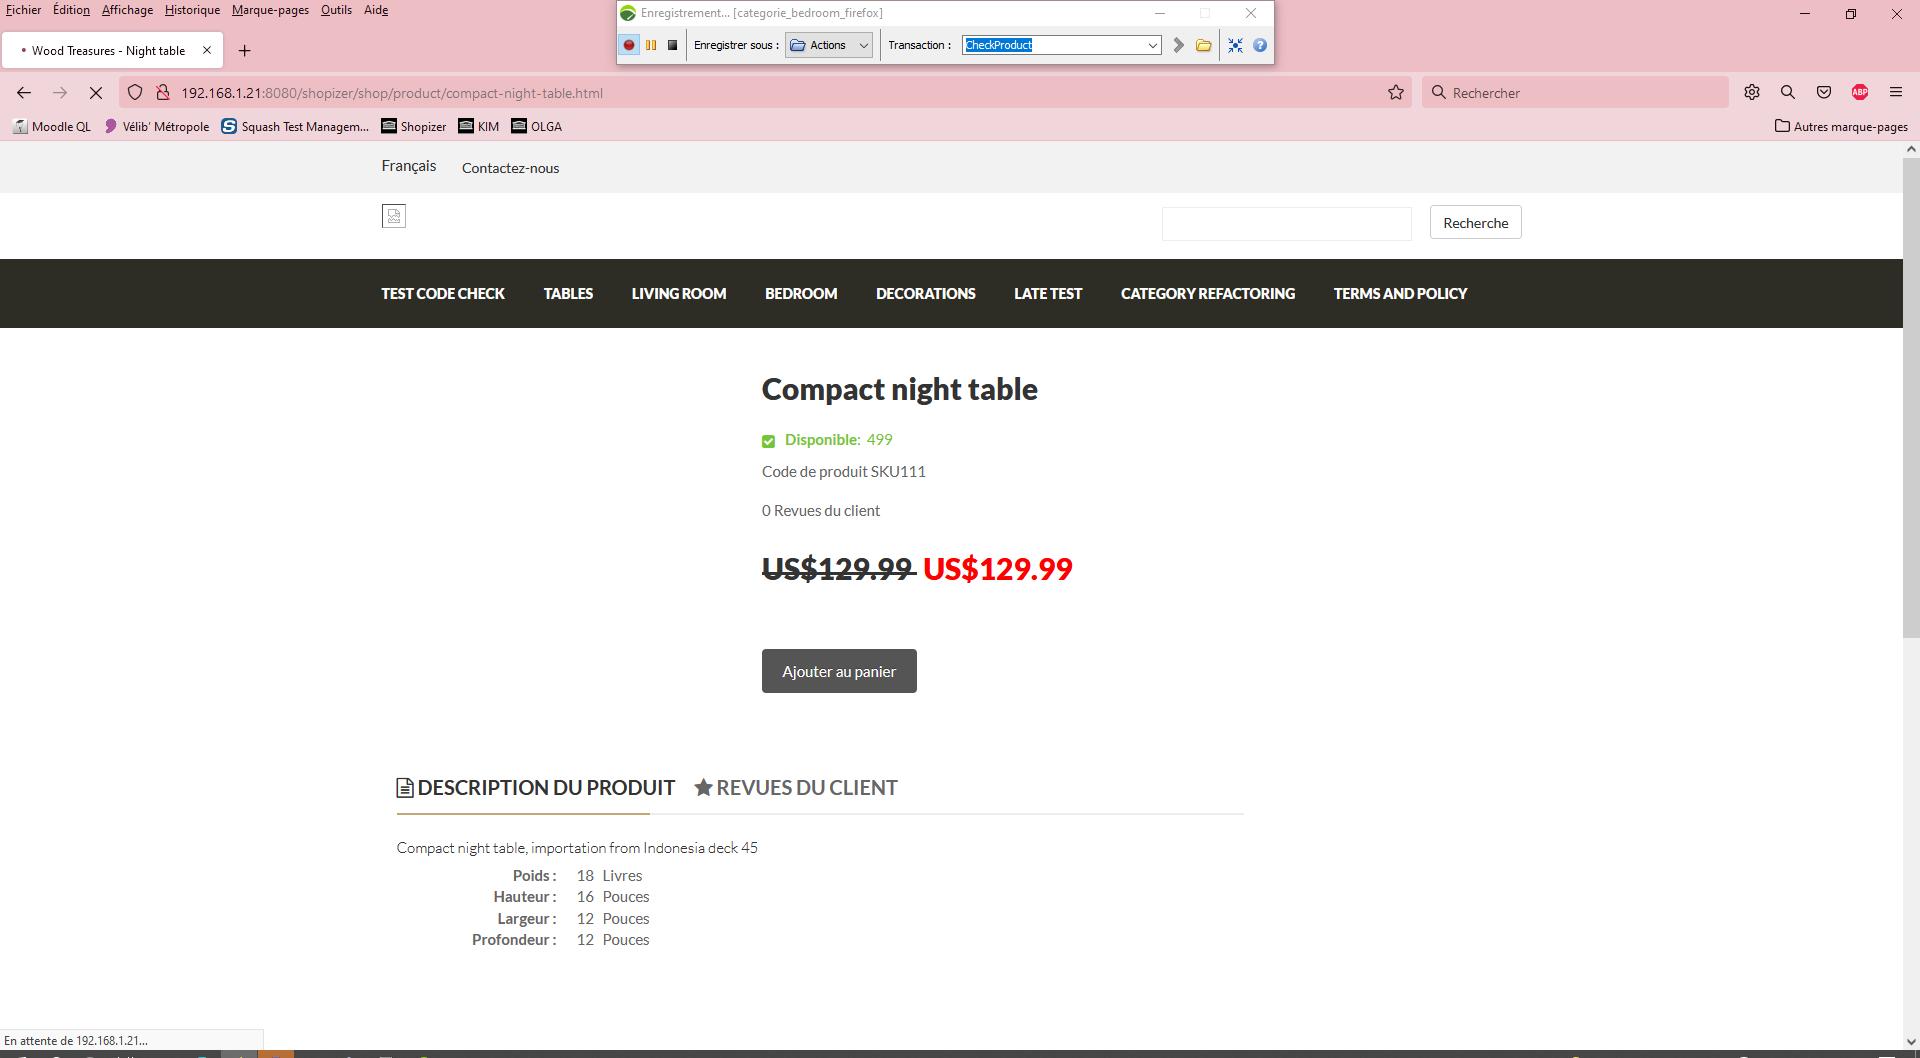 Fichier Édition Affichage Historique Marque-pages Outils Aide
Enregistrement... [categorie_bedroom_firefox]
Enregistrer sous : Actions Transaction : CheckProduct
Wood Treasures - Night table
192.168.1.21:8080/shopizer/shop/product/compact-night-table.html
Rechercher
ABP
Moodle QL Vélib' Métropole Squash Test Managem... Shopizer KIM OLGA Autres marque-pages
Français Contactez-nous
Recherche
TEST CODE CHECK TABLES LIVING ROOM BEDROOM DECORATIONS LATE TEST CATEGORY REFACTORING TERMS AND POLICY
Compact night table
Disponible: 499
Code de produit SKU111
0 Revues du client
US$129.99 US$129.99
Ajouter au panier
DESCRIPTION DU PRODUIT REVUES DU CLIENT
Compact night table, importation from Indonesia deck 45
Poids : 18 Livres
Hauteur : 16 Pouces
Largeur : 12 Pouces
Profondeur : 12 Pouces
En attente de 192.168.1.21...